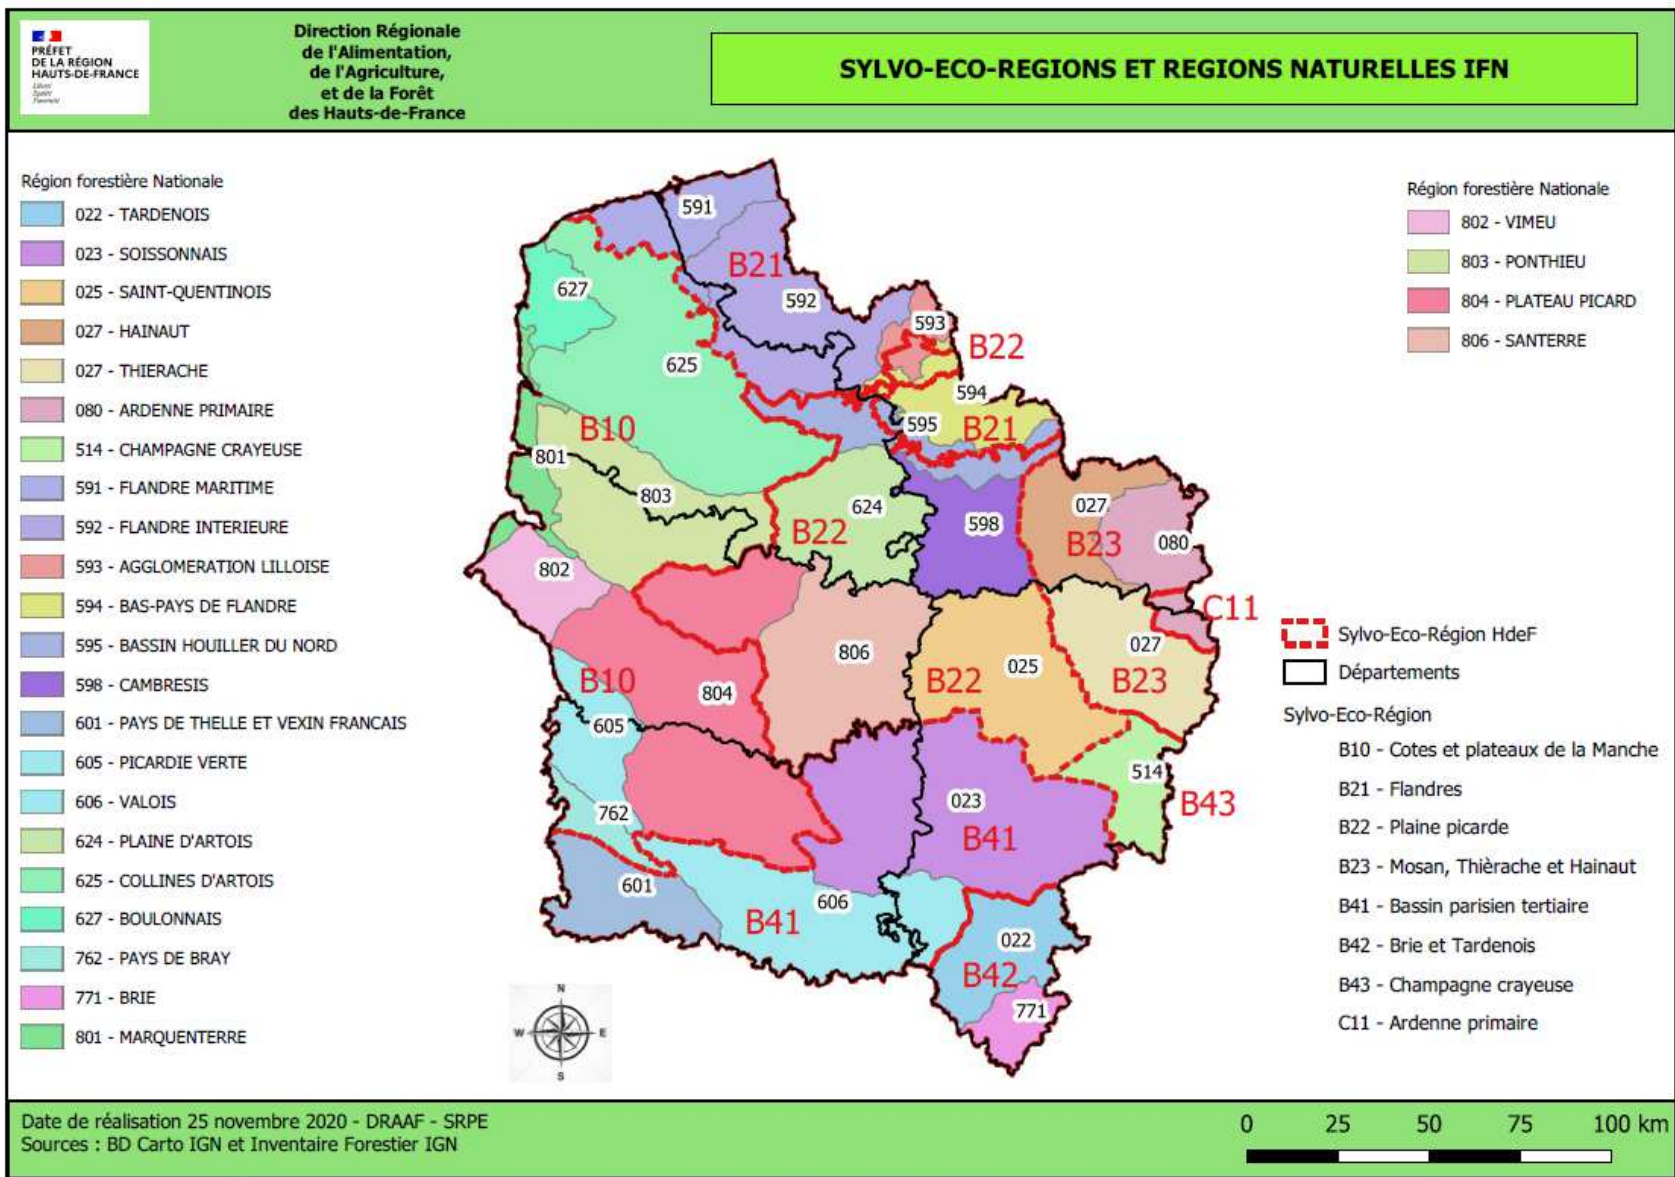 PRÉFET
DE LA RÉGION
HAUTS-DE-FRANCE
Liberté
Égalité
Fraternité
Direction Régionale
de l'Alimentation,
de l'Agriculture,
et de la Forêt
des Hauts-de-France
SYLVO-ECO-REGIONS ET REGIONS NATURELLES IFN
Région forestière Nationale
022 - TARDENOIS
023 - SOISSONNAIS
025 - SAINT-QUENTINOIS
027 - HAINAUT
027 - THIERACHE
080 - ARDENNE PRIMAIRE
514 - CHAMPAGNE CRAYEUSE
591 - FLANDRE MARITIME
592 - FLANDRE INTERIEURE
593 - AGGLOMERATION LILLOISE
594 - BAS-PAYS DE FLANDRE
595 - BASSIN HOUILLER DU NORD
598 - CAMBRESIS
601 - PAYS DE THELLE ET VEXIN FRANCAIS
605 - PICARDIE VERTE
606 - VALOIS
624 - PLAINE D'ARTOIS
625 - COLLINES D'ARTOIS
627 - BOULONNAIS
762 - PAYS DE BRAY
771 - BRIE
801 - MARQUENTERRE
591
B21
627
592
593
B22
625
594
B10
595
B21
801
803
624
598
027
B22
B23
080
802
C11
806
025
027
B10
804
B22
B23
605
514
762
023
B43
B41
601
606
B41
022
B42
771
N
W
E
S
Région forestière Nationale
802 - VIMEU
803 - PONTHIEU
804 - PLATEAU PICARD
806 - SANTERRE
Sylvo-Eco-Région HdeF
Départements
Sylvo-Eco-Région
B10 - Cotes et plateaux de la Manche
B21 - Flandres
B22 - Plaine picarde
B23 - Mosan, Thièrache et Hainaut
B41 - Bassin parisien tertiaire
B42 - Brie et Tardenois
B43 - Champagne crayeuse
C11 - Ardenne primaire
Date de réalisation 25 novembre 2020 - DRAAF - SRPE
Sources : BD Carto IGN et Inventaire Forestier IGN
0 25 50 75 100 km